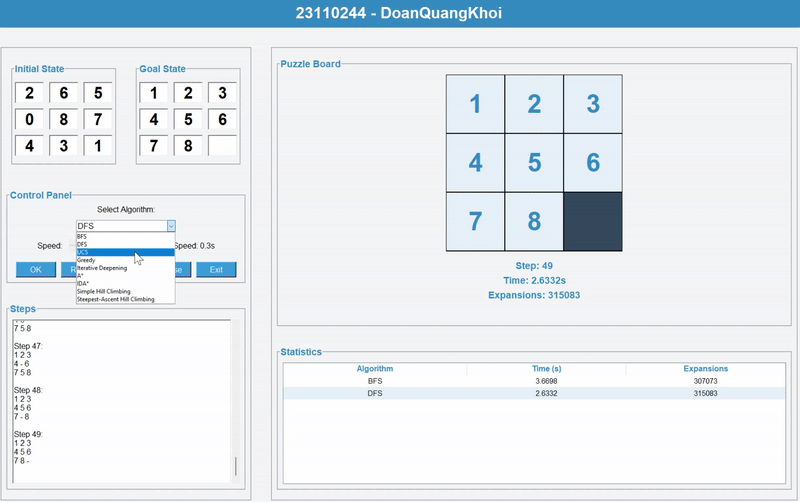 23110244 - DoanQuangKhoi
Initial State
2 6 5
0 8 7
4 3 1
Goal State
1 2 3
4 5 6
7 8
Control Panel
Select Algorithm:
DFS
BFS
DFS
UCS
Greedy
Iterative Deepening
A*
IDA*
Simple Hill Climbing
Steepest-Ascent Hill Climbing
Speed:
Speed: 0.3s
OK
Exit
Steps
7 5 8
Step 47:
1 2 3
4 - 6
7 5 8
Step 48:
1 2 3
4 5 6
7 - 8
Step 49:
1 2 3
4 5 6
7 8 -
Puzzle Board
1 2 3
4 5 6
7 8
Step: 49
Time: 2.6332s
Expansions: 315083
Statistics
Algorithm Time (s) Expansions
BFS 3.6698 307073
DFS 2.6332 315083